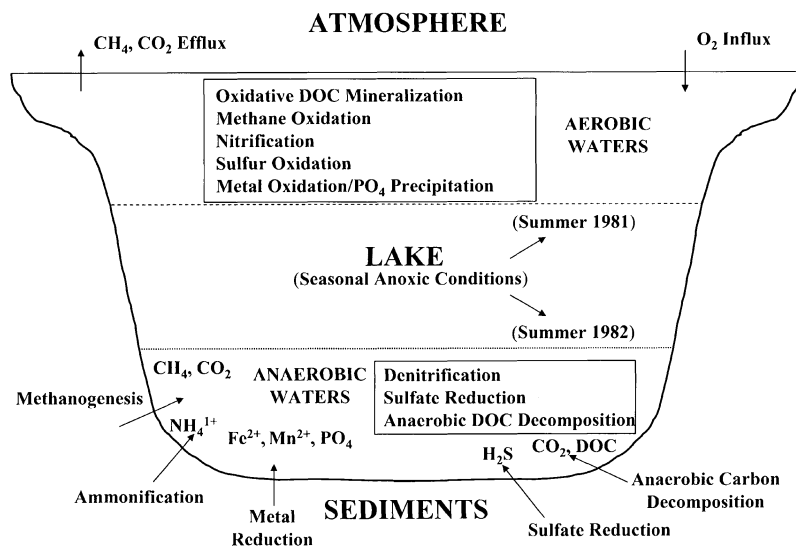 ATMOSPHERE
CH₄, CO₂ Efflux
O₂ Influx
Oxidative DOC Mineralization
Methane Oxidation
Nitrification
Sulfur Oxidation
Metal Oxidation/PO₄ Precipitation
AEROBIC
WATERS
(Summer 1981)
LAKE
(Seasonal Anoxic Conditions)
(Summer 1982)
CH₄, CO₂
ANAEROBIC
WATERS
Denitrification
Sulfate Reduction
Anaerobic DOC Decomposition
Methanogenesis
NH₄¹⁺
Fe²⁺, Mn²⁺, PO₄
H₂S
CO₂, DOC
Ammonification
Metal
Reduction
SEDIMENTS
Sulfate Reduction
Anaerobic Carbon
Decomposition